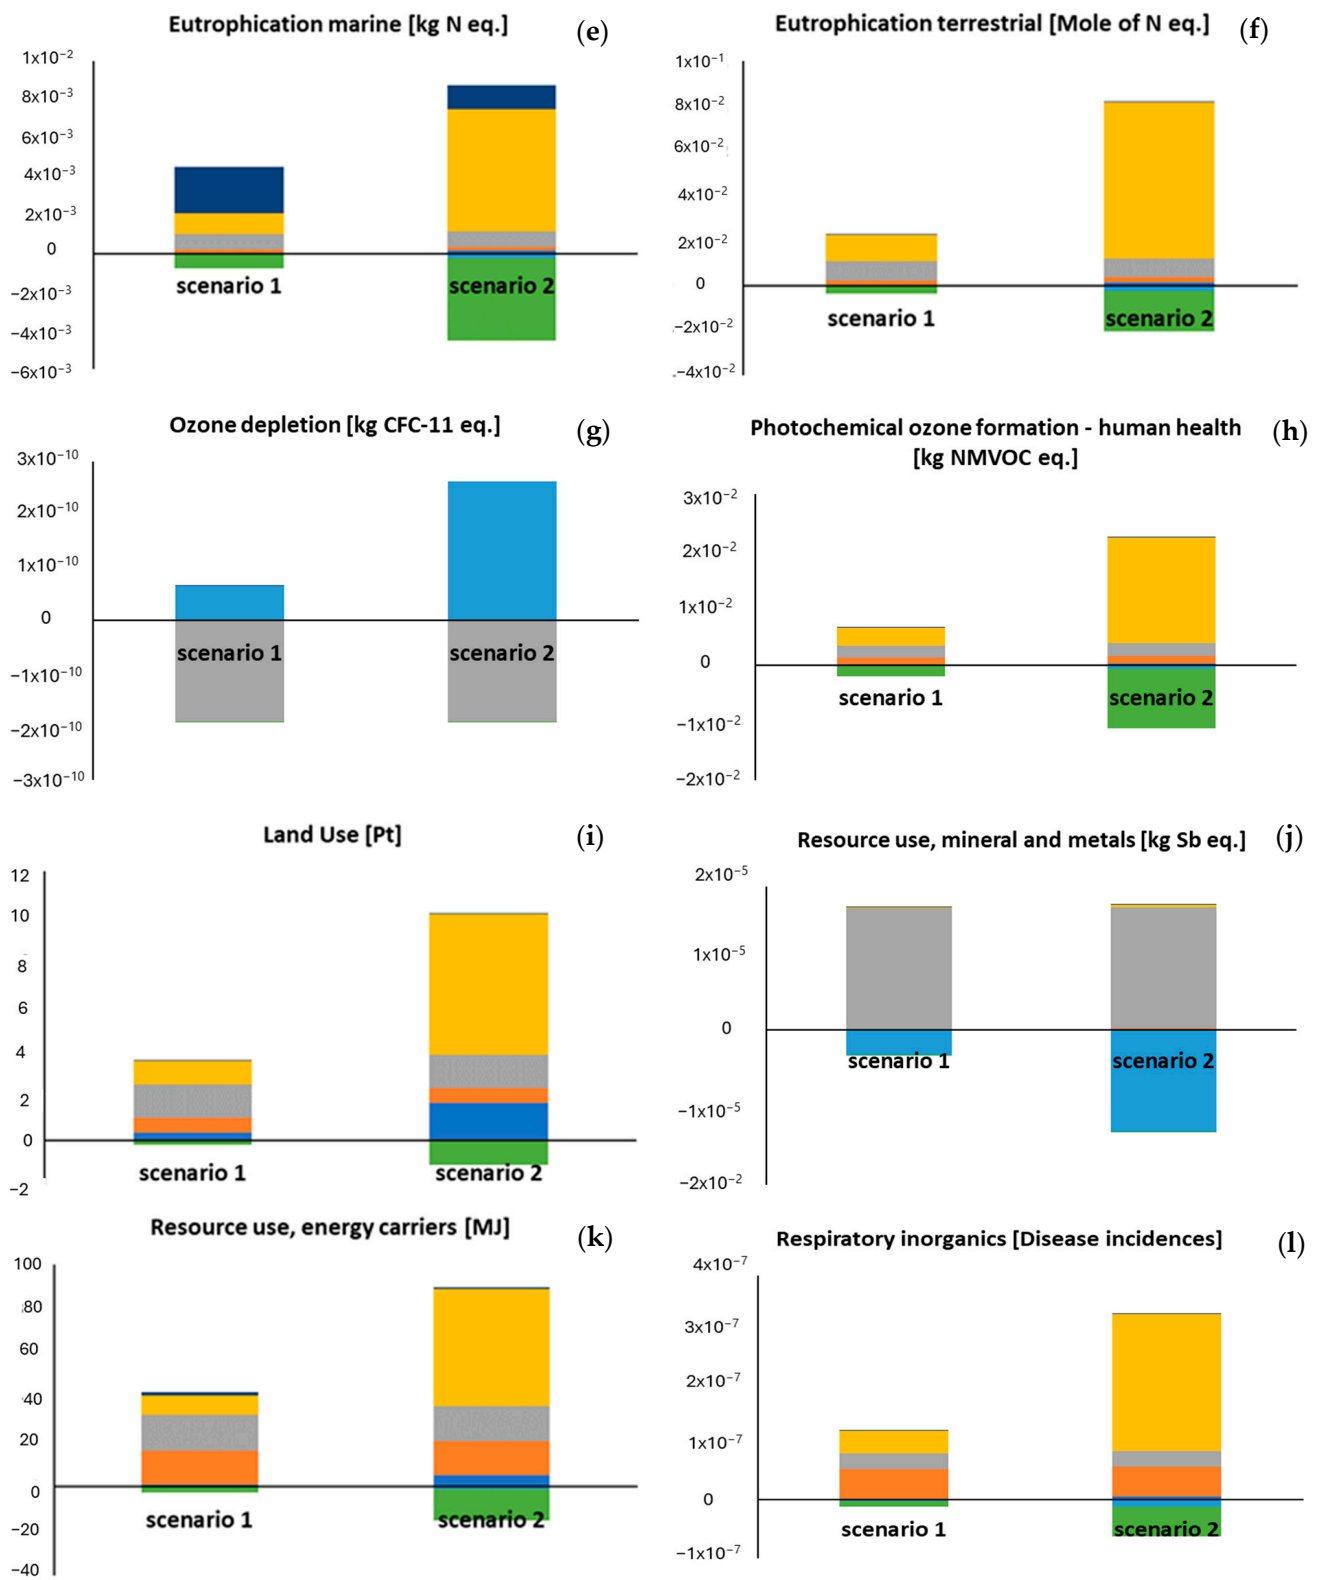 Eutrophication marine [kg N eq.]
(e)
1x10⁻²
8x10⁻³
6x10⁻³
4x10⁻³
2x10⁻³
0
−2x10⁻³
−4x10⁻³
−6x10⁻³
scenario 1
scenario 2
Eutrophication terrestrial [Mole of N eq.]
(f)
1x10⁻¹
8x10⁻²
6x10⁻²
4x10⁻²
2x10⁻²
0
−2x10⁻²
−4x10⁻²
scenario 1
scenario 2
Ozone depletion [kg CFC-11 eq.]
(g)
3x10⁻¹⁰
2x10⁻¹⁰
1x10⁻¹⁰
0
−1x10⁻¹⁰
−2x10⁻¹⁰
−3x10⁻¹⁰
scenario 1
scenario 2
Photochemical ozone formation - human health
[kg NMVOC eq.]
(h)
3x10⁻²
2x10⁻²
1x10⁻²
0
−1x10⁻²
−2x10⁻²
scenario 1
scenario 2
Land Use [Pt]
(i)
12
10
8
6
4
2
0
−2
scenario 1
scenario 2
Resource use, mineral and metals [kg Sb eq.]
(j)
2x10⁻⁵
1x10⁻⁵
0
−1x10⁻⁵
−2x10⁻²
scenario 1
scenario 2
Resource use, energy carriers [MJ]
(k)
100
80
60
40
20
0
−20
−40
scenario 1
scenario 2
Respiratory inorganics [Disease incidences]
(l)
4x10⁻⁷
3x10⁻⁷
2x10⁻⁷
1x10⁻⁷
0
−1x10⁻⁷
scenario 1
scenario 2